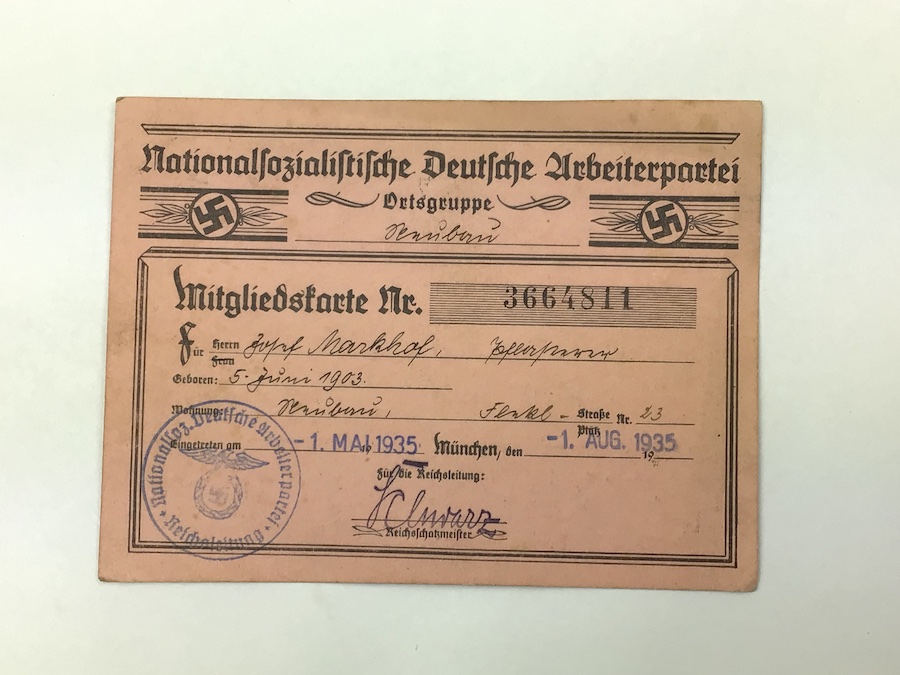 Nationalsozialistische Deutsche Arbeiterpartei
Ortsgruppe
Neubau
Mitgliedskarte Nr. 3664811
Für Herrn Frau Josef Markhof, Pflasterer
Geboren: 5. Juni 1903.
Wohnung: Neubau, Straße Platz Nr. 23
Eingetreten am -1. MAI 1935 München, den -1. AUG. 1935 19
Für die Reichsleitung:
Schwarz
Reichsschatzmeister
Nationalsoz. Deutsche Arbeiterpartei
Reichsleitung